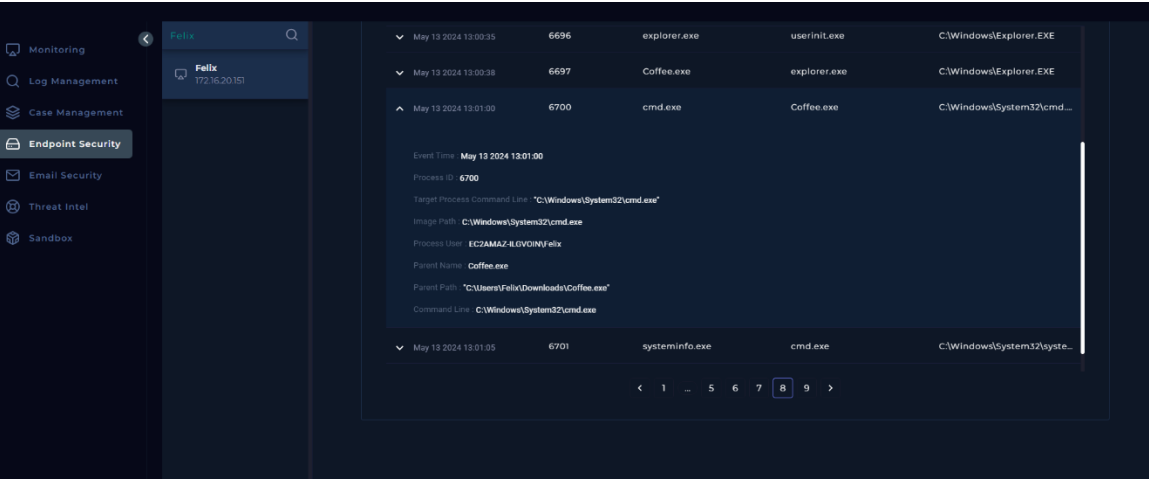 Monitoring
Log Management
Case Management
Endpoint Security
Email Security
Threat Intel
Sandbox
Felix
Felix
172.16.20.151
May 13 2024 13:00:35 6696 explorer.exe userinit.exe C:\Windows\Explorer.EXE
May 13 2024 13:00:38 6697 Coffee.exe explorer.exe C:\Windows\Explorer.EXE
May 13 2024 13:01:00 6700 cmd.exe Coffee.exe C:\Windows\System32\cmd....
Event Time : May 13 2024 13:01:00
Process ID : 6700
Target Process Command Line : "C:\Windows\System32\cmd.exe"
Image Path : C:\Windows\System32\cmd.exe
Process User : EC2AMAZ-ILGVOIN\Felix
Parent Name : Coffee.exe
Parent Path : "C:\Users\Felix\Downloads\Coffee.exe"
Command Line : C:\Windows\System32\cmd.exe
May 13 2024 13:01:05 6701 systeminfo.exe cmd.exe C:\Windows\System32\syste...
< 1 ... 5 6 7 8 9 >